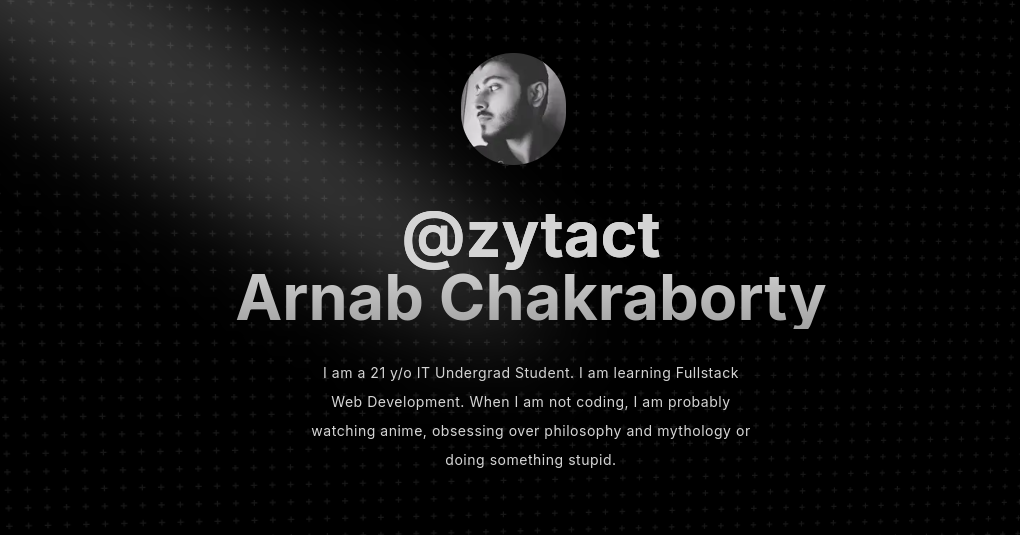 @zytact
Arnab Chakraborty
I am a 21 y/o IT Undergrad Student. I am learning Fullstack
Web Development. When I am not coding, I am probably
watching anime, obsessing over philosophy and mythology or
doing something stupid.